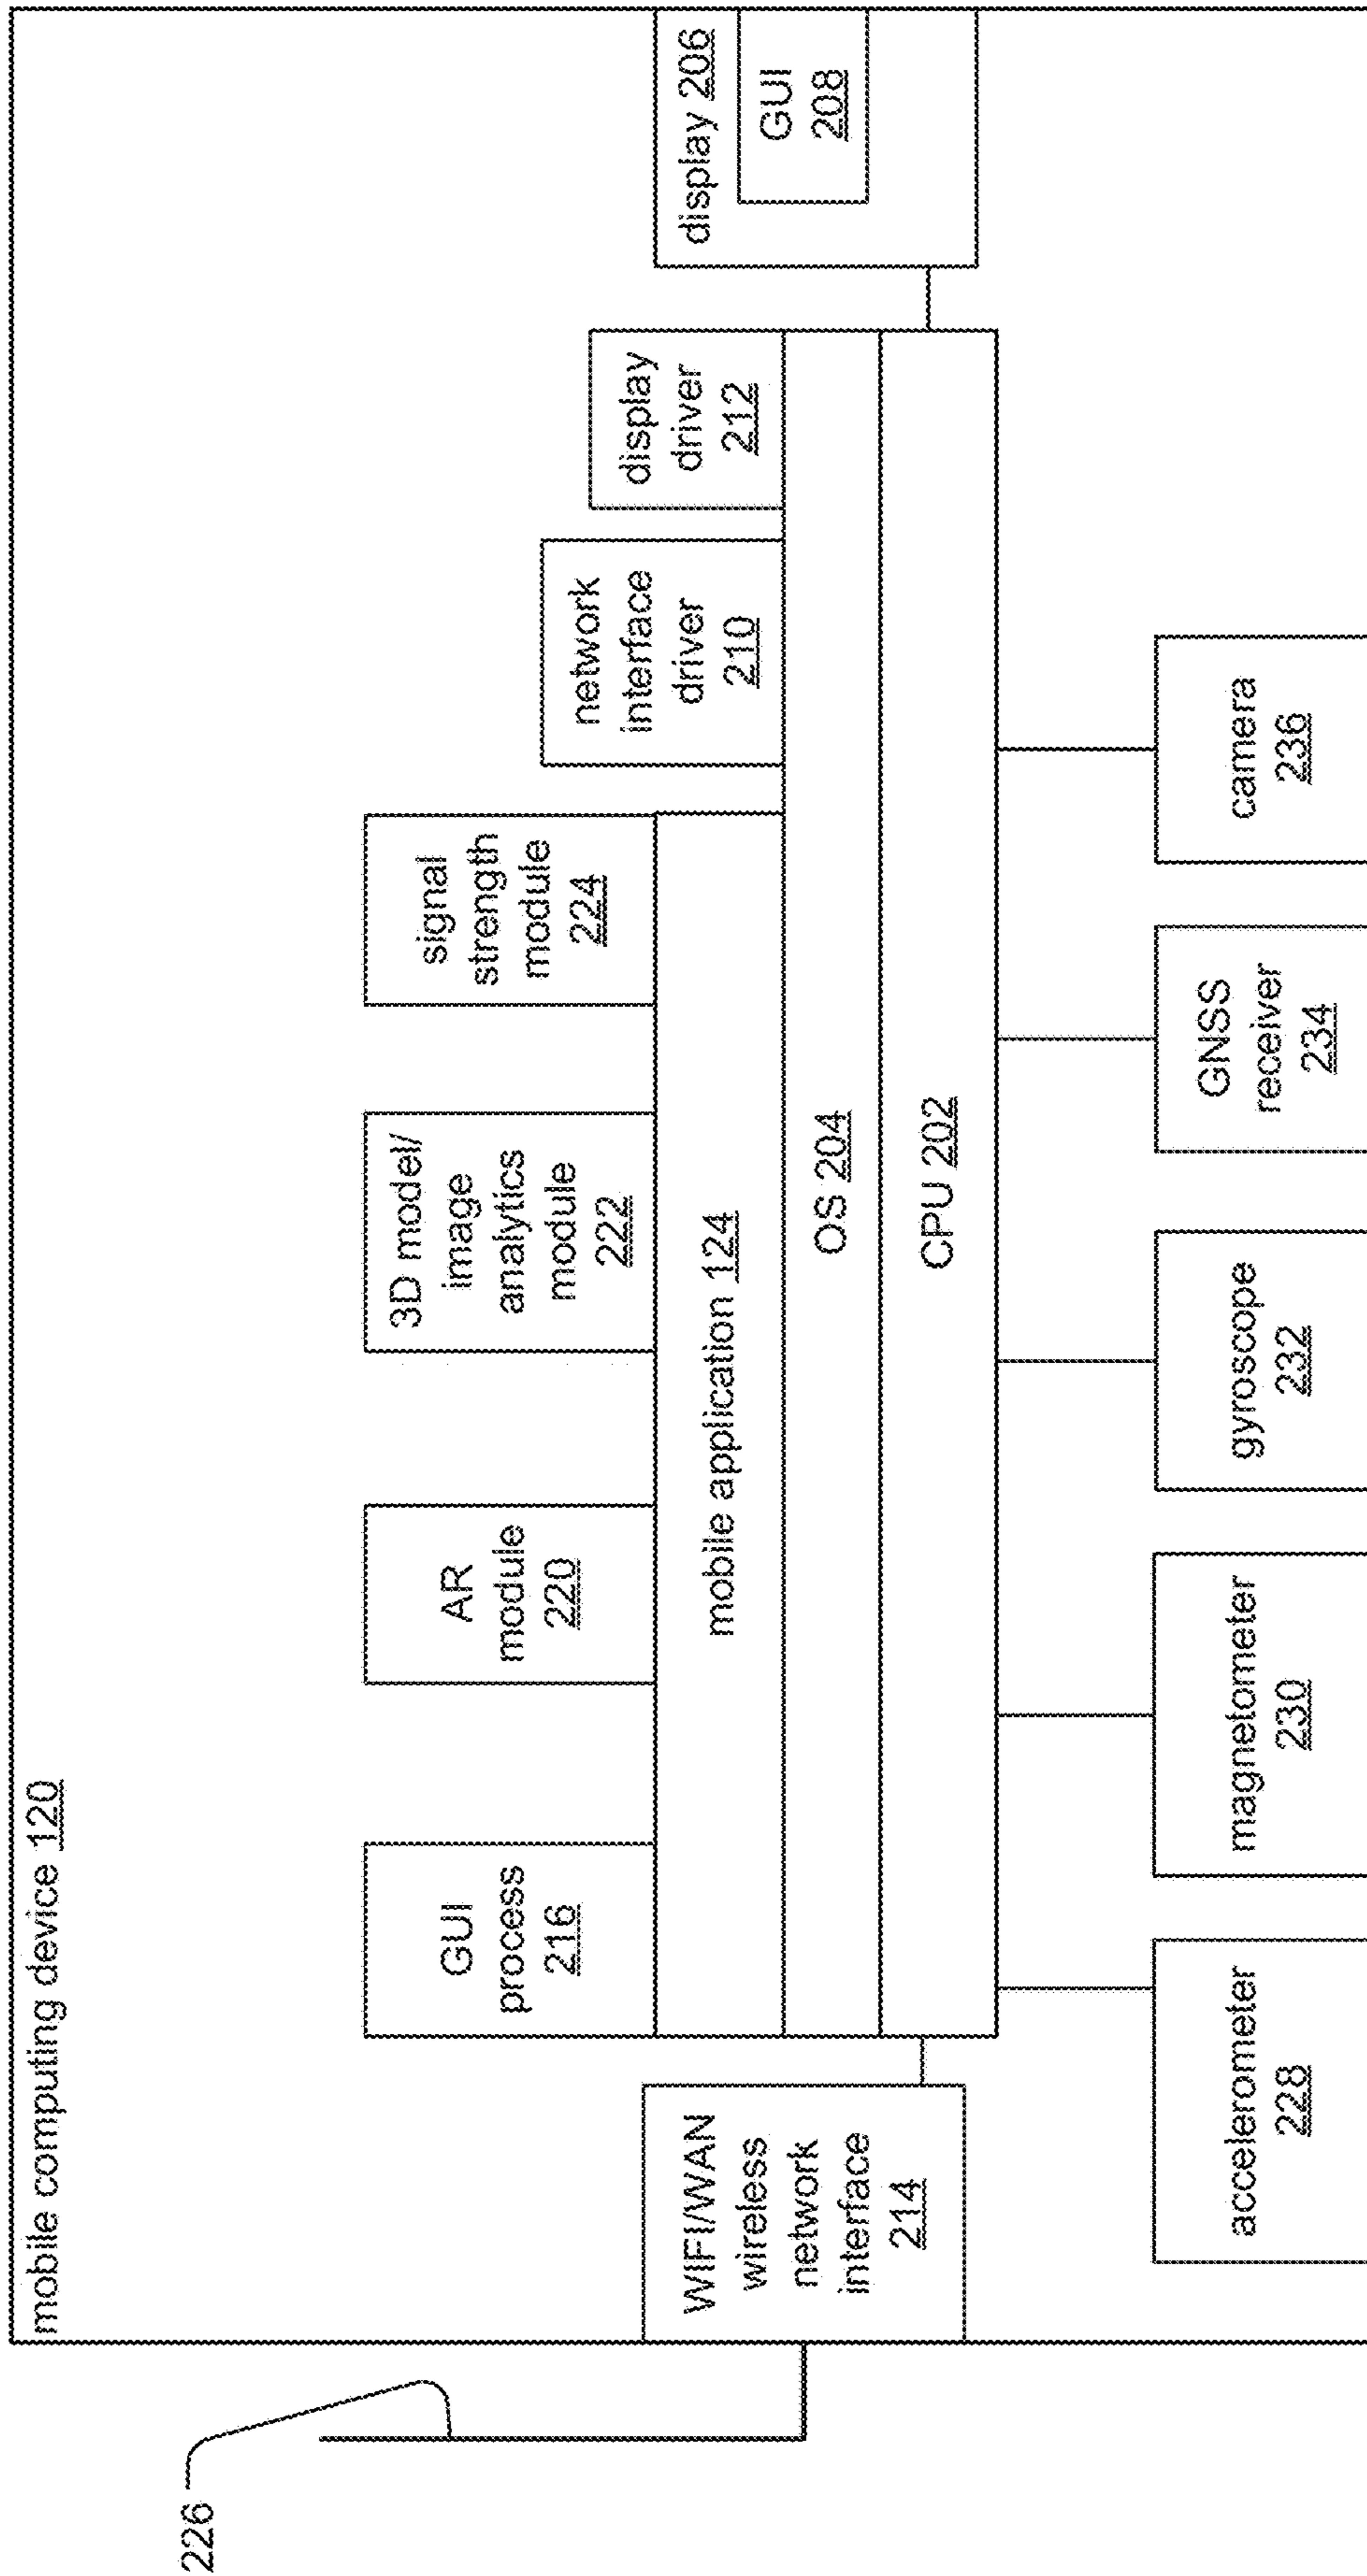 mobile computing device 120
GUI
process
216
AR
module
220
3D model/
image
analytics
module
222
signal
strength
module
224
network
interface
driver
210
display
driver
212
display 206
GUI
208
mobile application 124
OS 204
CPU 202
WIFI/WAN
wireless
network
interface
214
226
accelerometer
228
magnetometer
230
gyroscope
232
GNSS
receiver
234
camera
236